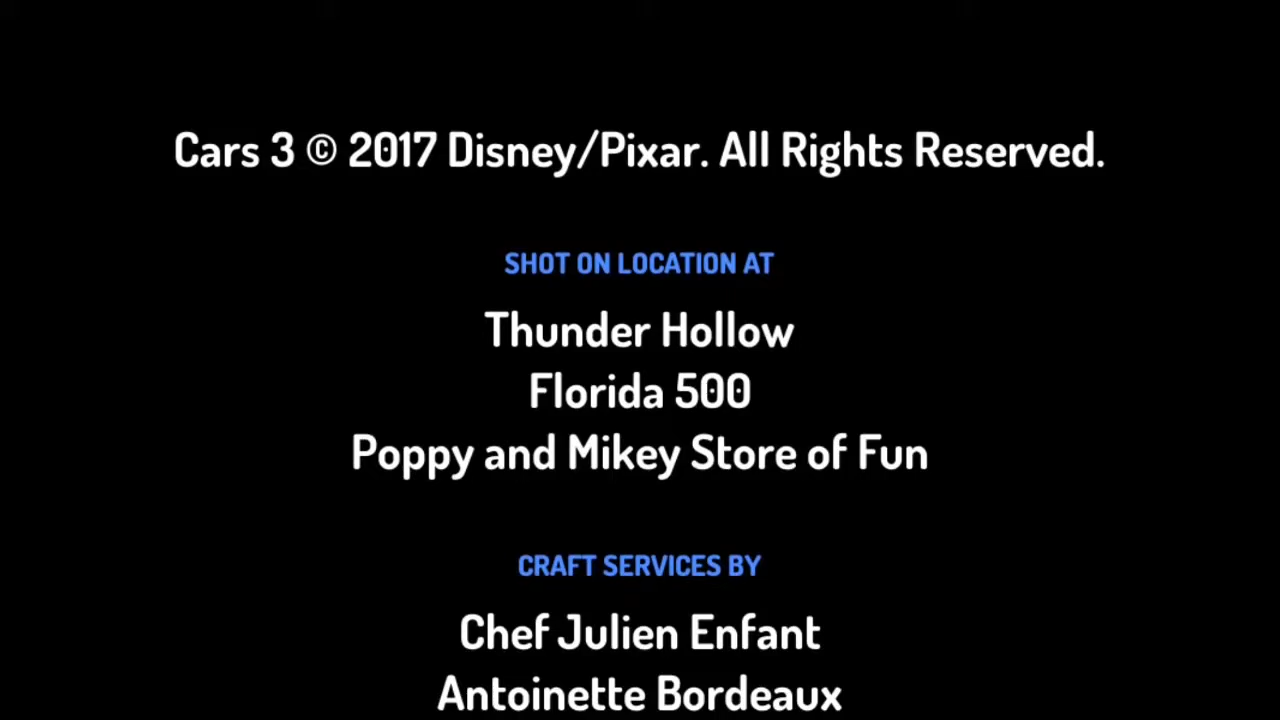 Cars 3 © 2017 Disney/Pixar. All Rights Reserved.
SHOT ON LOCATION AT
Thunder Hollow
Florida 500
Poppy and Mikey Store of Fun
CRAFT SERVICES BY
Chef Julien Enfant
Antoinette Bordeaux